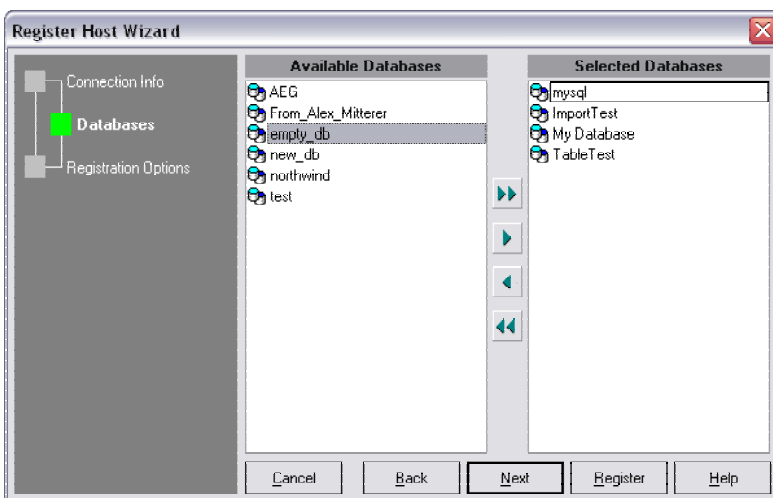 Register Host Wizard
Connection Info
Databases
Registration Options
Available Databases
AEG
From_Alex_Mitterer
empty_db
new_db
northwind
test
Selected Databases
mysql
ImportTest
My Database
TableTest
Cancel
Back
Next
Register
Help